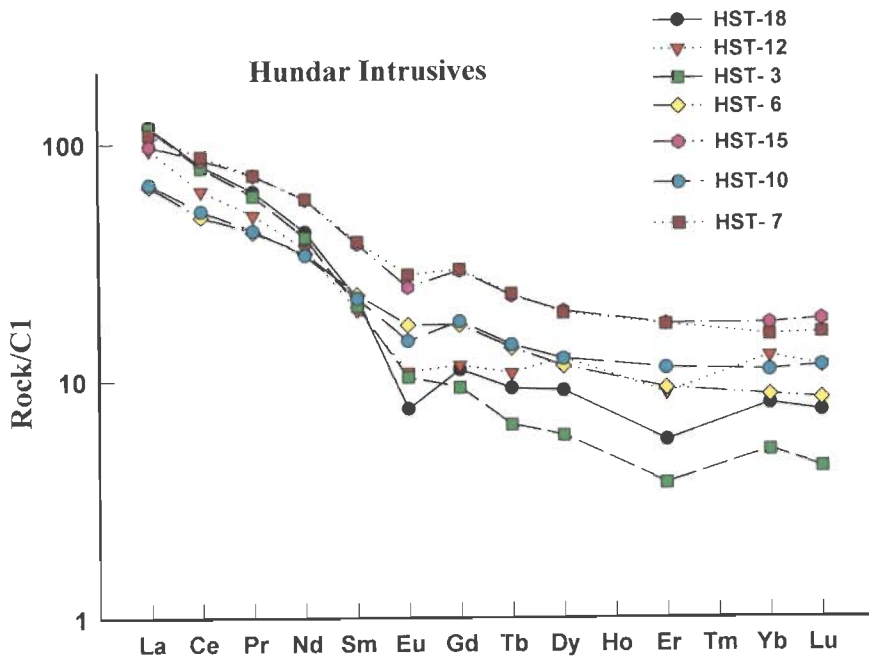 Hundar Intrusives
HST-18
HST-12
HST- 3
HST- 6
HST-15
HST-10
HST- 7
Rock/C1
100
10
1
La Ce Pr Nd Sm Eu Gd Tb Dy Ho Er Tm Yb Lu